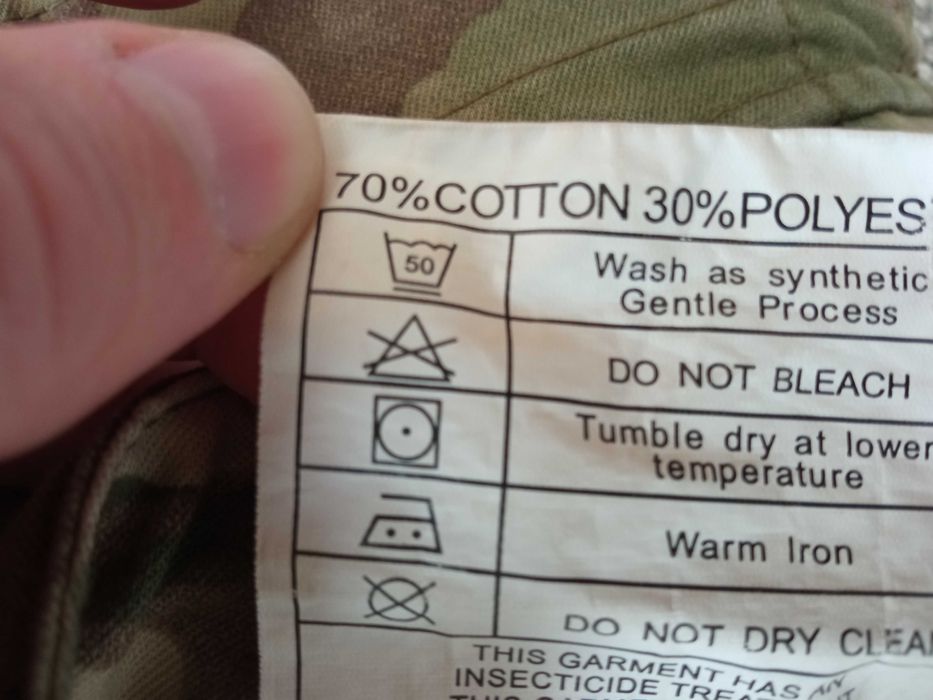 70%COTTON 30%POLYES
50
Wash as synthetic
Gentle Process
DO NOT BLEACH
Tumble dry at lower
temperature
Warm Iron
DO NOT DRY CLEA
THIS GARMENT HAS
INSECTICIDE TREA